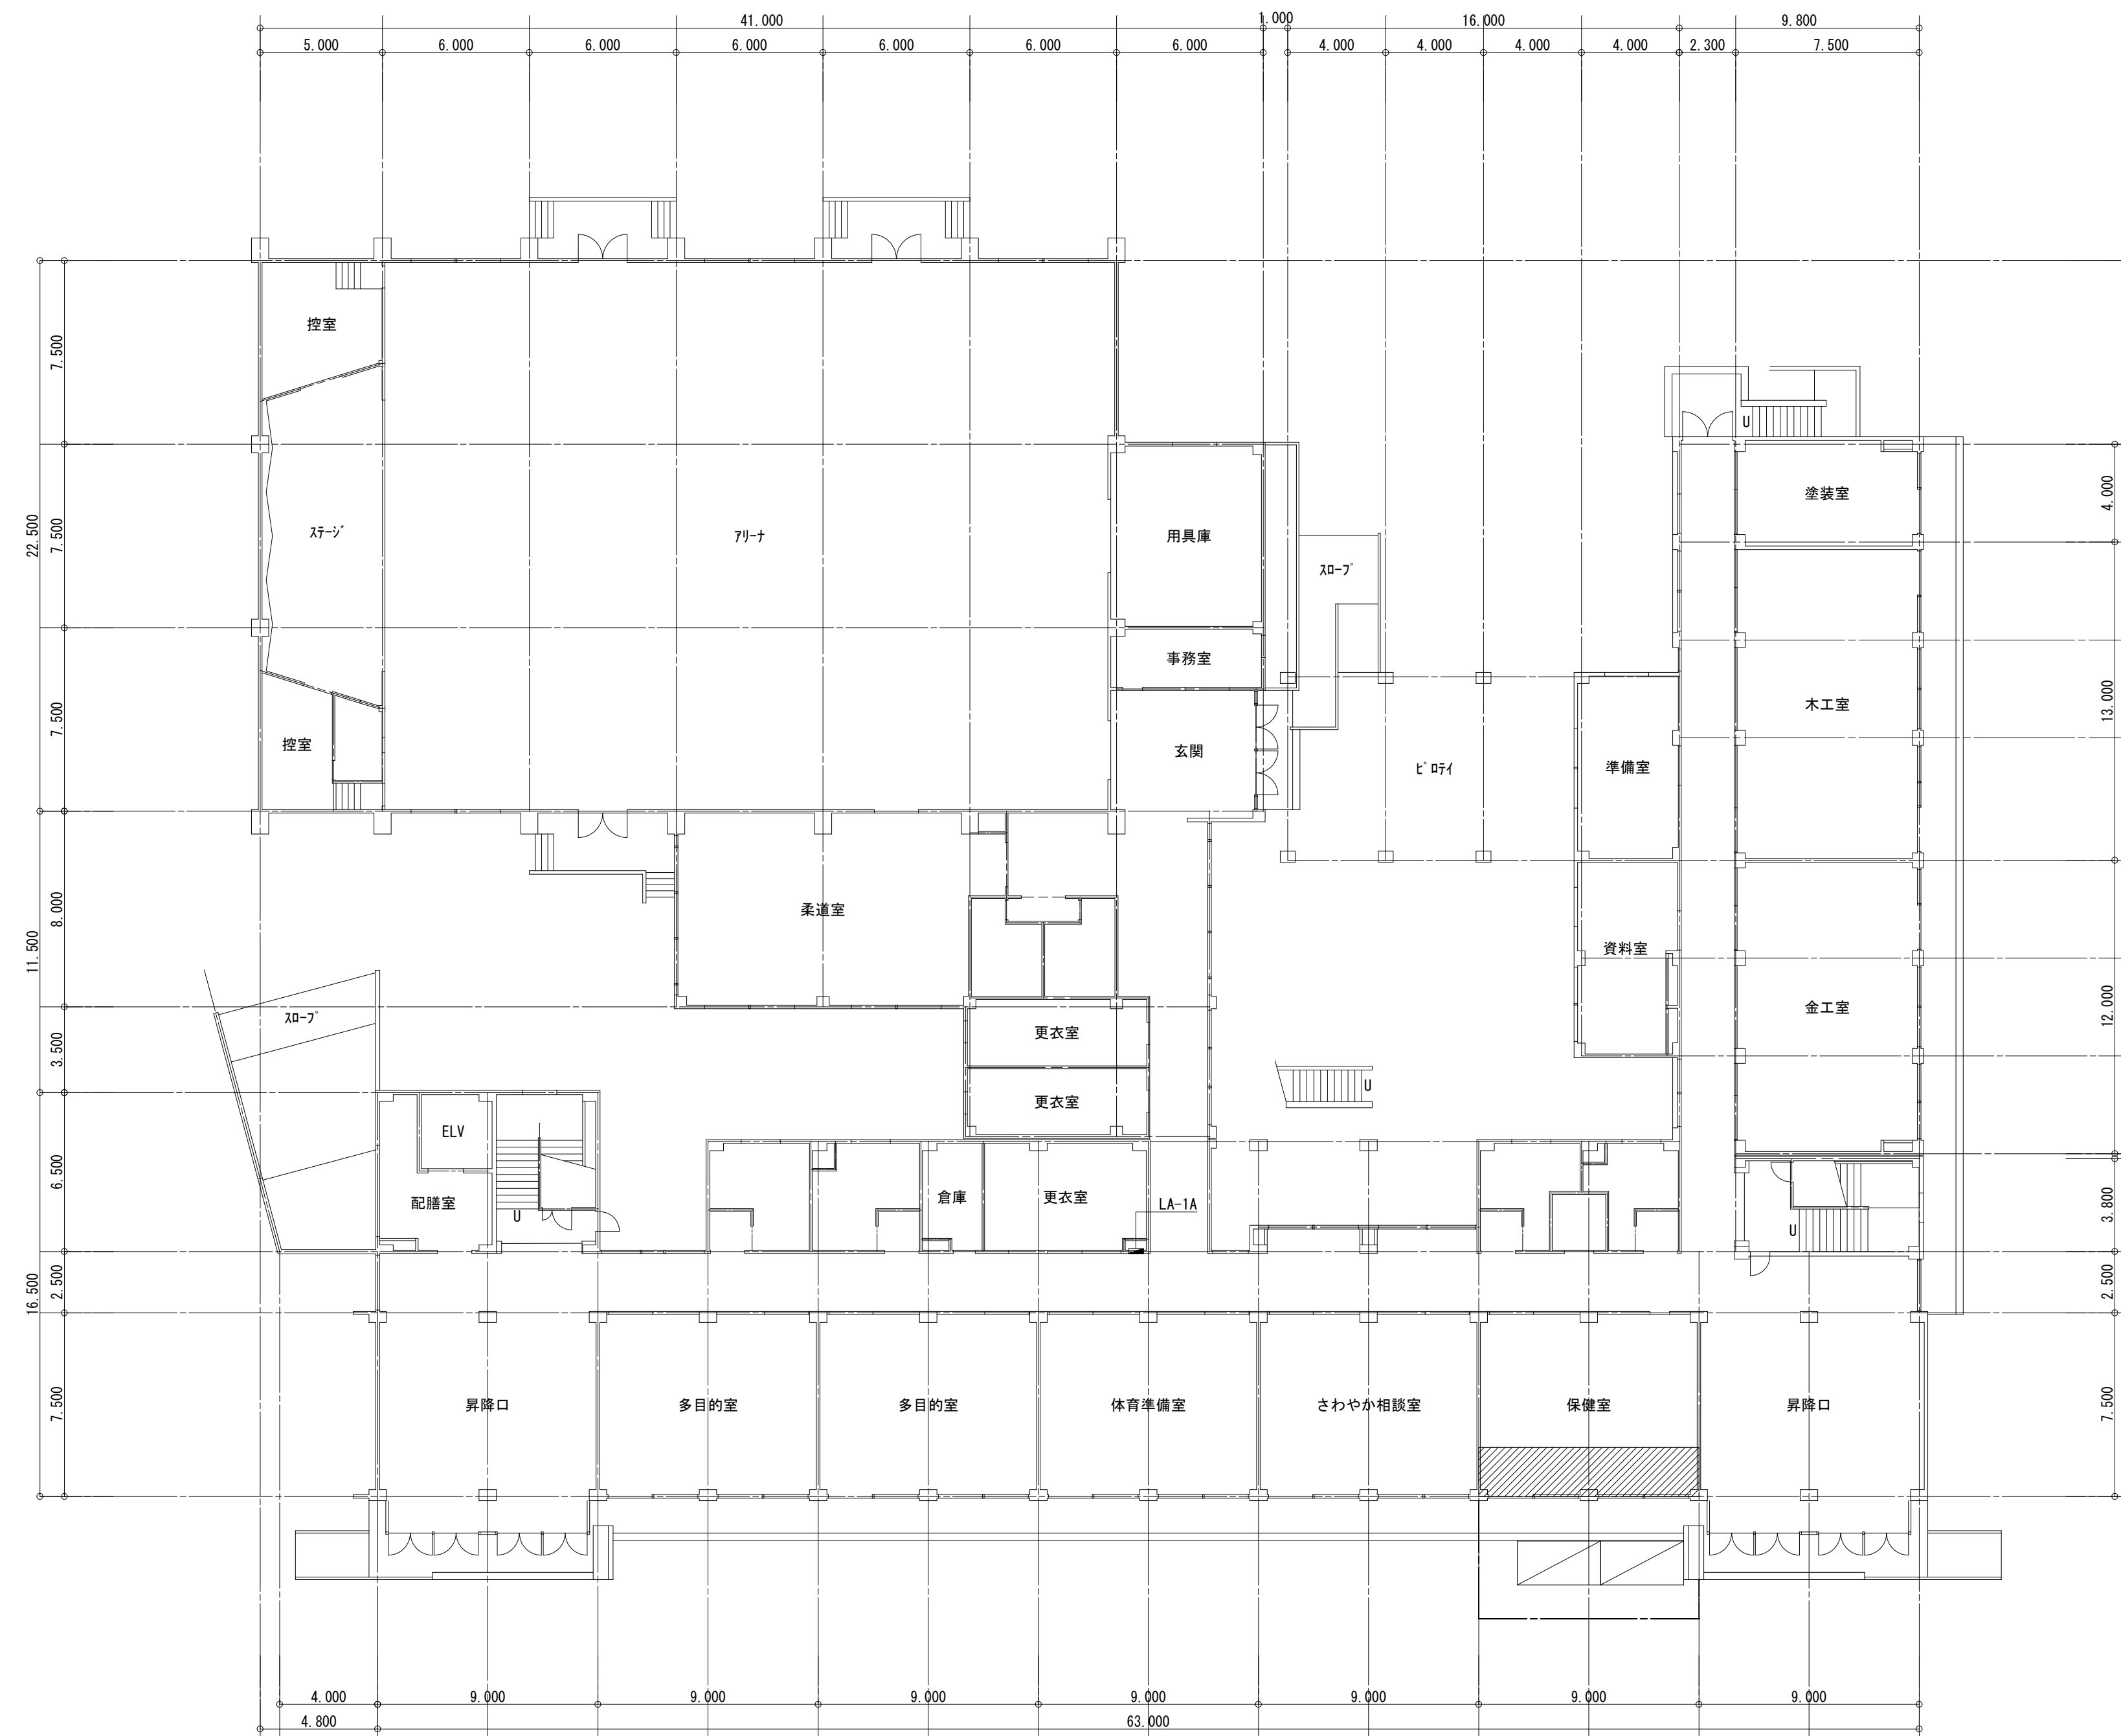 41.000 1.000 16.000 9.800
5.000 6.000 6.000 6.000 6.000 6.000 6.000 4.000 4.000 4.000 4.000 2.300 7.500
控室
U
塗装室
ｽﾃｰｼﾞ
ｱﾘｰﾅ
用具庫
ｽﾛｰﾌﾟ
事務室
木工室
控室
玄関
ﾋﾟﾛﾃｲ
準備室
柔道室
資料室
ｽﾛｰﾌﾟ
更衣室
金工室
U
更衣室
ELV
配膳室
U
倉庫
更衣室
LA-1A
U
昇降口
多目的室
多目的室
体育準備室
さわやか相談室
保健室
昇降口
22.500
11.500
16.500
7.500
7.500
7.500
8.000
3.500
6.500
2.500
7.500
4.000
13.000
12.000
3.800
2.500
7.500
4.000 9.000 9.000 9.000 9.000 9.000 9.000 9.000
4.800 63.000